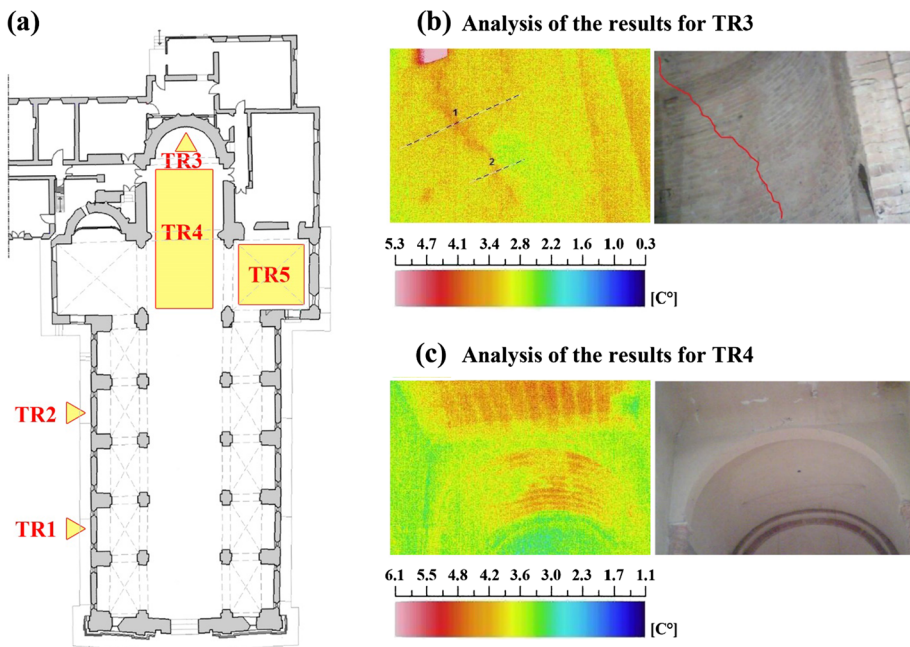 (a)
TR3
TR4
TR5
TR2
TR1
(b) Analysis of the results for TR3
1
2
5.3 4.7 4.1 3.4 2.8 2.2 1.6 1.0 0.3
[C°]
(c) Analysis of the results for TR4
6.1 5.5 4.8 4.2 3.6 3.0 2.3 1.7 1.1
[C°]